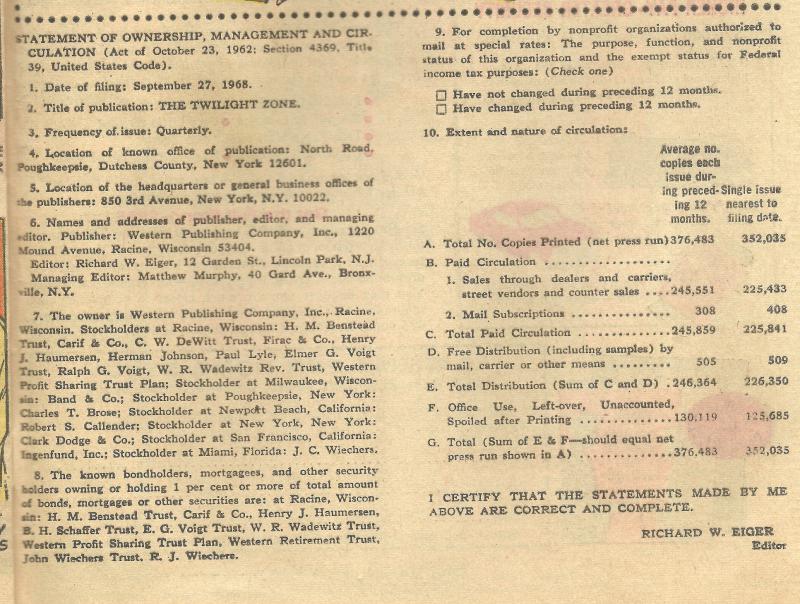 STATEMENT OF OWNERSHIP, MANAGEMENT AND CIR-
CULATION (Act of October 23, 1962; Section 4369, Title
39, United States Code).
1. Date of filing: September 27, 1968.
2. Title of publication: THE TWILIGHT ZONE.
3. Frequency of issue: Quarterly.
4. Location of known office of publication: North Road,
Poughkeepsie, Dutchess County, New York 12601.
5. Location of the headquarters or general business offices of
the publishers: 850 3rd Avenue, New York, N.Y. 10022.
6. Names and addresses of publisher, editor, and managing
editor. Publisher: Western Publishing Company, Inc., 1220
Mound Avenue, Racine, Wisconsin 53404.
Editor: Richard W. Eiger, 12 Garden St., Lincoln Park, N.J.
Managing Editor: Matthew Murphy, 40 Gard Ave., Bronx-
ville, N.Y.
7. The owner is Western Publishing Company, Inc., Racine,
Wisconsin. Stockholders at Racine, Wisconsin: H. M. Benstead
Trust, Carif & Co., C. W. DeWitt Trust, Firac & Co., Henry
J. Haumersen, Herman Johnson, Paul Lyle, Elmer G. Voigt
Trust, Ralph G. Voigt, W. R. Wadewitz Rev. Trust, Western
Profit Sharing Trust Plan; Stockholder at Milwaukee, Wiscon-
sin: Band & Co.; Stockholder at Poughkeepsie, New York:
Charles T. Brose; Stockholder at Newport Beach, California:
Robert S. Callender; Stockholder at New York, New York:
Clark Dodge & Co.; Stockholder at San Francisco, California:
Ingenfund, Inc.; Stockholder at Miami, Florida: J. C. Wiechers.
8. The known bondholders, mortgagees, and other security
holders owning or holding 1 per cent or more of total amount
of bonds, mortgages or other securities are: at Racine, Wiscon-
sin: H. M. Benstead Trust, Carif & Co., Henry J. Haumersen,
B. H. Schaffer Trust, E. G. Voigt Trust, W. R. Wadewitz Trust,
Western Profit Sharing Trust Plan, Western Retirement Trust,
John Wiechers Trust, R. J. Wiechers.
9. For completion by nonprofit organizations authorized to
mail at special rates: The purpose, function, and nonprofit
status of this organization and the exempt status for Federal
income tax purposes: (Check one)
Have not changed during preceding 12 months.
Have changed during preceding 12 months.
10. Extent and nature of circulation:
Average no.
copies each
issue dur-
ing preced- Single issue
ing 12 nearest to
months. filing date.
A. Total No. Copies Printed (net press run) 376,483 352,035
B. Paid Circulation ..................
1. Sales through dealers and carriers,
street vendors and counter sales .... 245,551 225,433
2. Mail Subscriptions .......... 308 408
C. Total Paid Circulation .......... 245,859 225,841
D. Free Distribution (including samples) by
mail, carrier or other means ......... 505 509
E. Total Distribution (Sum of C and D) . 246,364 226,350
F. Office Use, Left-over, Unaccounted,
Spoiled after Printing .............. 130,119 125,685
G. Total (Sum of E & F—should equal net
press run shown in A) .............. 376,483 352,035
I CERTIFY THAT THE STATEMENTS MADE BY ME
ABOVE ARE CORRECT AND COMPLETE.
RICHARD W. EIGER
Editor